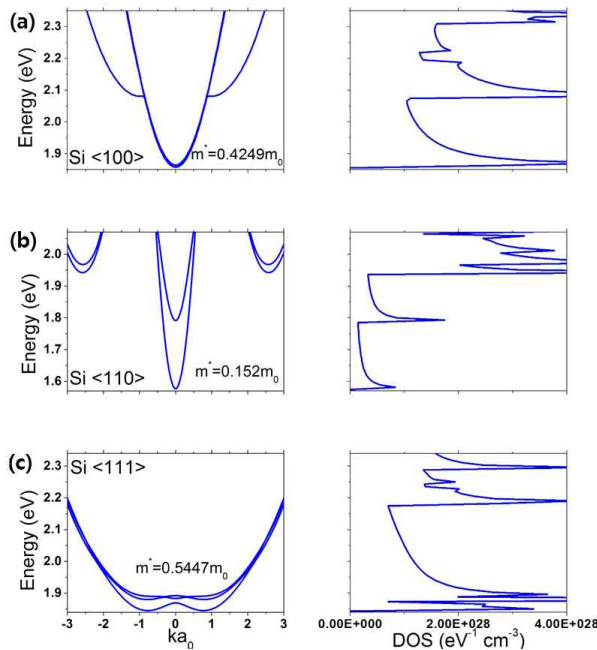 (a)
2.3
2.2
2.1
2.0
1.9
Energy (eV)
Si <100>
m*=0.4249m0
(b)
2.0
1.9
1.8
1.7
1.6
Energy (eV)
Si <110>
m*=0.152m0
(c)
Si <111>
2.3
2.2
2.1
2.0
1.9
Energy (eV)
m*=0.5447m0
-3 -2 -1 0 1 2 3
ka0
0.00E+000 2.00E+028 4.00E+028
DOS (eV-1 cm-3)